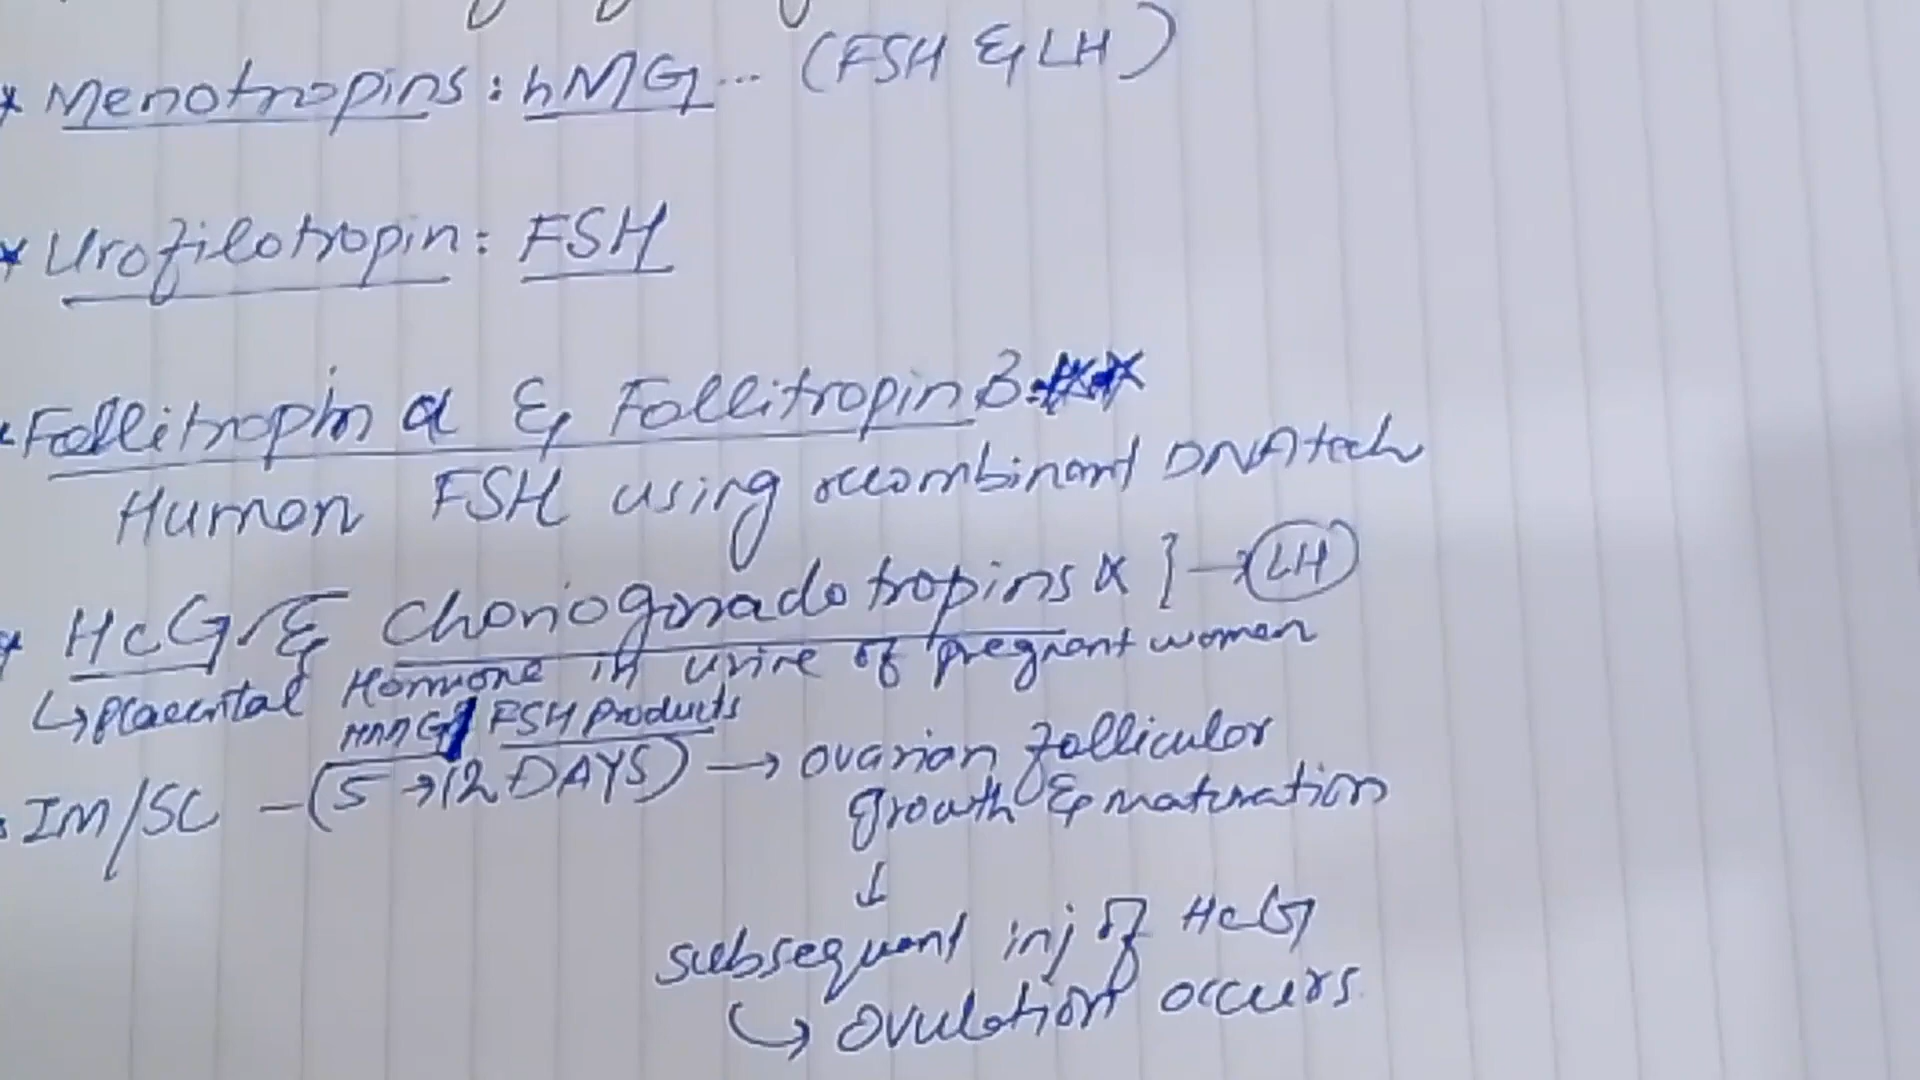 * Menotropins : hMG... (FSH & LH)
* Urofilotropin : FSH
Follitropin α & Follitropin β :
Human FSH using recombinant DNA tech
* HcG & Choriogonadotropins α } → LH
↳ placental Hormone in urine of pregnant women
HMG / FSH Products
IM/SC - (5 → 12 DAYS) → ovarian follicular
growth & maturation
↓
subsequent inj of HcG
↳ ovulation occurs.